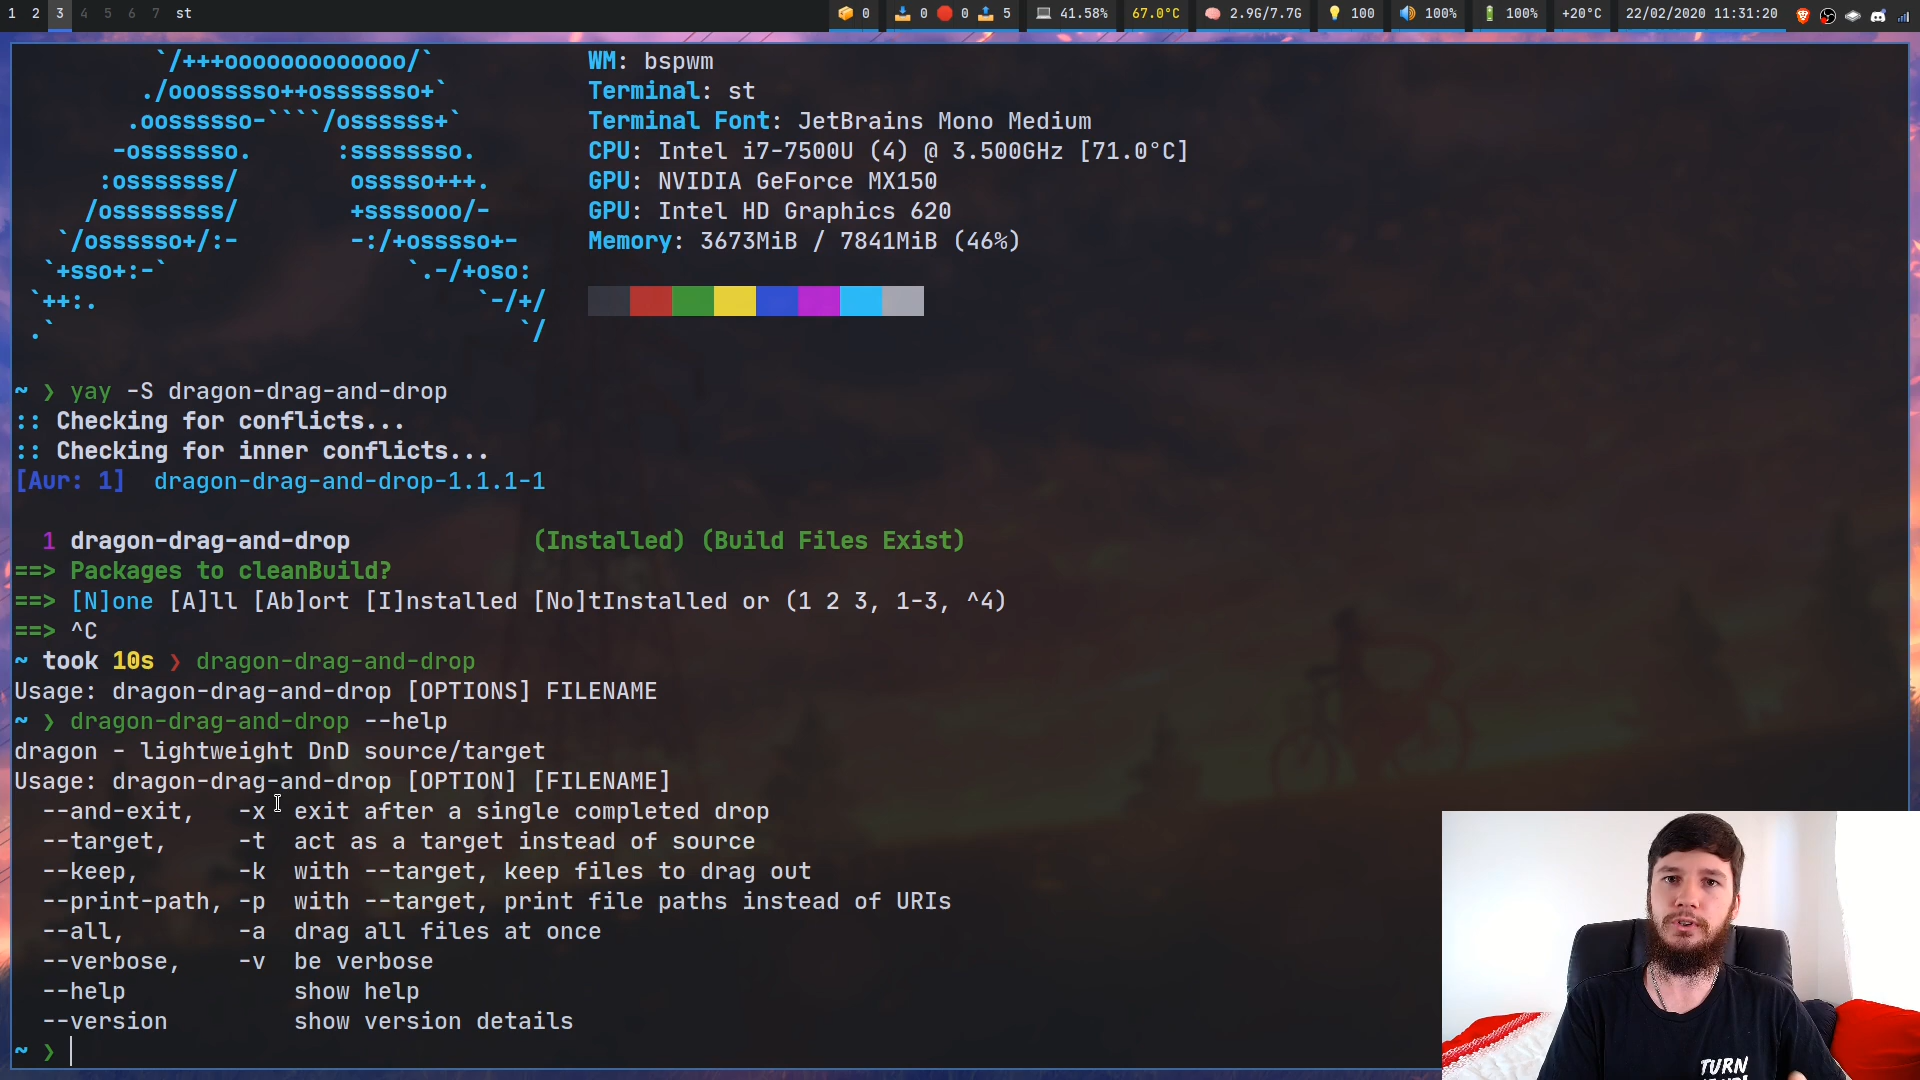 1 2 3 4 5 6 7 st 0 0 0 5 41.58% 67.0°C 2.9G/7.7G 100 100% 100% +20°C 22/02/2020 11:31:20
`/+++ooooooooooooo/` WM: bspwm
./ooosssso++osssssso+` Terminal: st
.oossssso-````/ossssss+` Terminal Font: JetBrains Mono Medium
-osssssso. :ssssssso. CPU: Intel i7-7500U (4) @ 3.500GHz [71.0°C]
:osssssss/ osssso+++. GPU: NVIDIA GeForce MX150
/ossssssss/ +ssssooo/- GPU: Intel HD Graphics 620
`/ossssso+/:- -:/+osssso+- Memory: 3673MiB / 7841MiB (46%)
`+sso+:-` `.-/+oso:
`++:. `-/+/
.` `/
~ ❯ yay -S dragon-drag-and-drop
:: Checking for conflicts...
:: Checking for inner conflicts...
[Aur: 1] dragon-drag-and-drop-1.1.1-1
1 dragon-drag-and-drop (Installed) (Build Files Exist)
==> Packages to cleanBuild?
==> [N]one [A]ll [Ab]ort [I]nstalled [No]tInstalled or (1 2 3, 1-3, ^4)
==> ^C
~ took 10s ❯ dragon-drag-and-drop
Usage: dragon-drag-and-drop [OPTIONS] FILENAME
~ ❯ dragon-drag-and-drop --help
dragon - lightweight DnD source/target
Usage: dragon-drag-and-drop [OPTION] [FILENAME]
--and-exit, -x exit after a single completed drop
--target, -t act as a target instead of source
--keep, -k with --target, keep files to drag out
--print-path, -p with --target, print file paths instead of URIs
--all, -a drag all files at once
--verbose, -v be verbose
--help show help
--version show version details
~ ❯
TURN